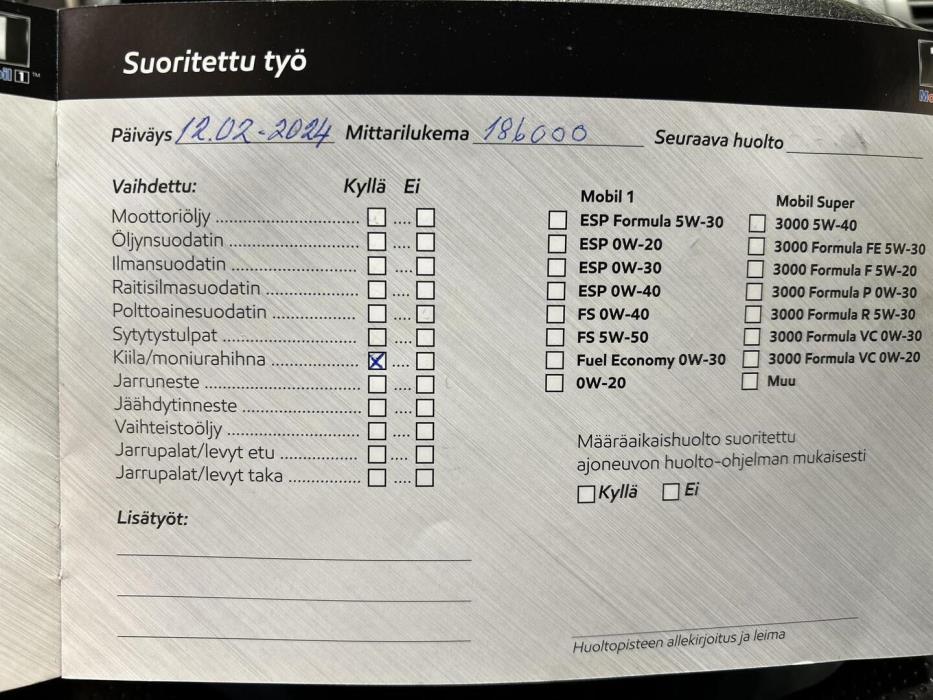 Suoritettu työ
Päiväys 12.02-2024 Mittarilukema 186000 Seuraava huolto
Vaihdettu: Kyllä Ei
Moottoriöljy
Öljynsuodatin
Ilmansuodatin
Raitisilmasuodatin
Polttoainesuodatin
Sytytystulpat
Kiila/moniurahihna X
Jarruneste
Jäähdytinneste
Vaihteistoöljy
Jarrupalat/levyt etu
Jarrupalat/levyt taka
Lisätyöt:
Mobil 1
ESP Formula 5W-30
ESP 0W-20
ESP 0W-30
ESP 0W-40
FS 0W-40
FS 5W-50
Fuel Economy 0W-30
0W-20
Mobil Super
3000 5W-40
3000 Formula FE 5W-30
3000 Formula F 5W-20
3000 Formula P 0W-30
3000 Formula R 5W-30
3000 Formula VC 0W-30
3000 Formula VC 0W-20
Muu
Määräaikaishuolto suoritettu
ajoneuvon huolto-ohjelman mukaisesti
Kyllä Ei
Huoltopisteen allekirjoitus ja leima